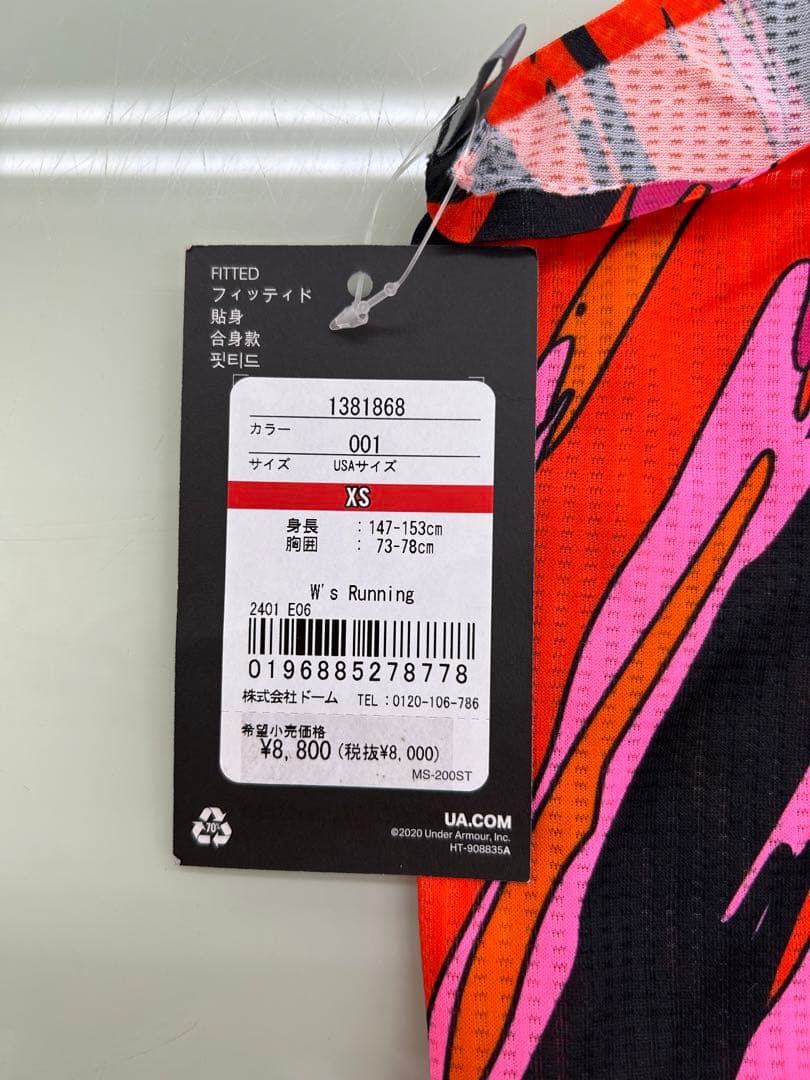 FITTED
フィッティド
貼身
合身款
핏티드
1381868
カラー
001
サイズ USAサイズ
XS
身長 : 147-153cm
胸囲 : 73-78cm
W's Running
2401 E06
0196885278778
株式会社ドーム TEL：0120-106-786
希望小売価格
¥8,800(税抜¥8,000)
MS-200ST
70%
UA.COM
©2020 Under Armour, Inc.
HT-908835A